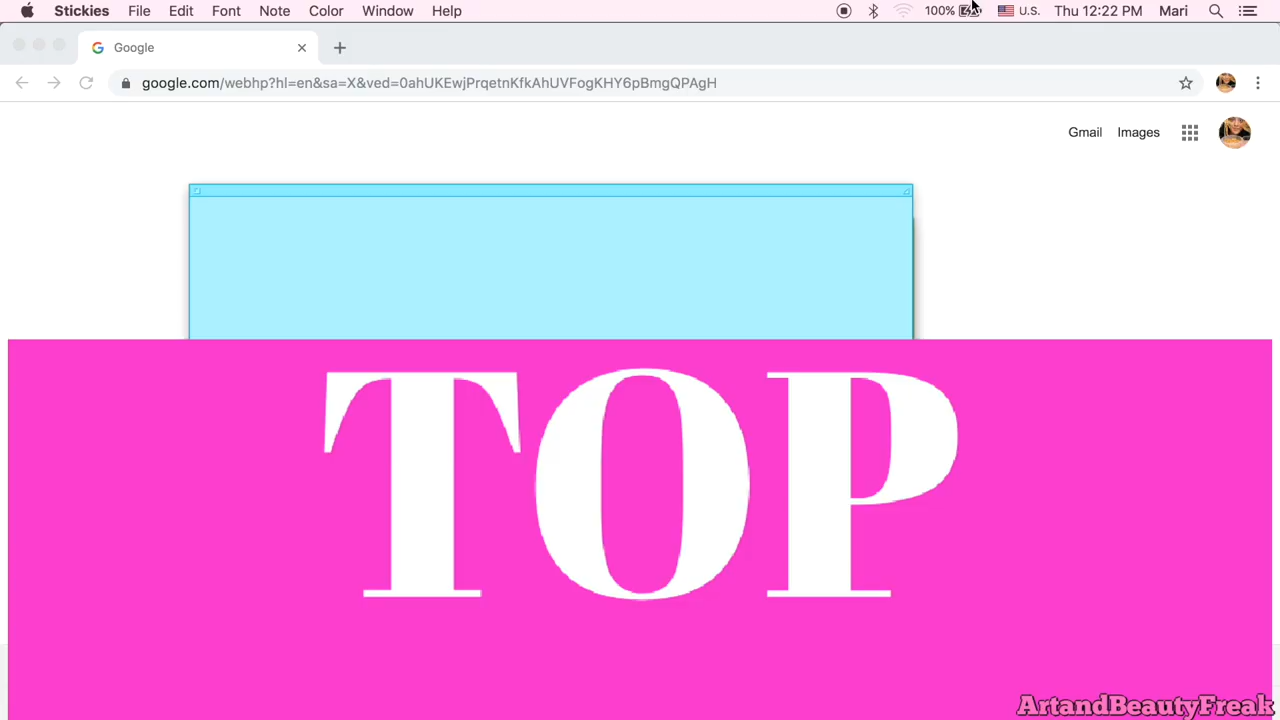 Stickies File Edit Font Note Color Window Help 100% U.S. Thu 12:22 PM Mari
Google
google.com/webhp?hl=en&sa=X&ved=0ahUKEwjPrqetnKfkAhUVFogKHY6pBmgQPAgH
Gmail Images
TOP
ArtandBeautyFreak